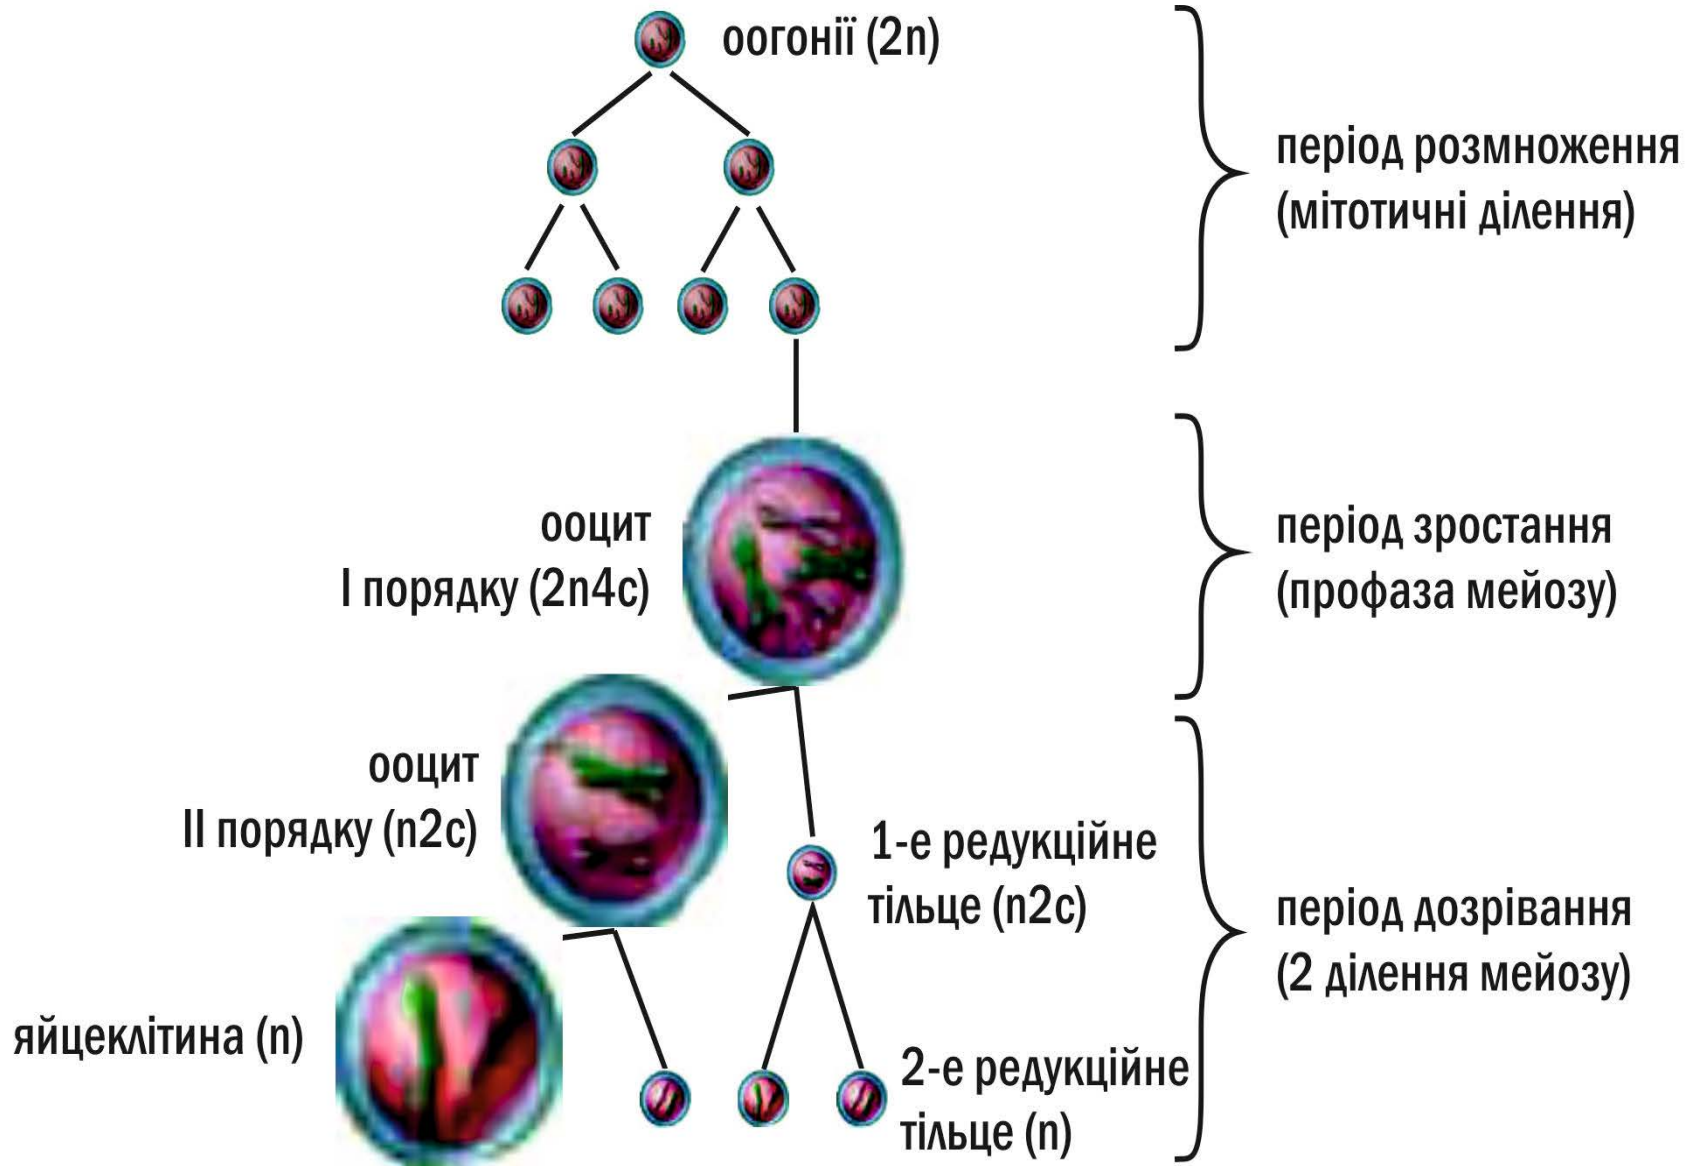 оогонії (2n)
період розмноження
(мітотичні ділення)
ооцит
І порядку (2n4c)
період зростання
(профаза мейозу)
ооцит
ІІ порядку (n2c)
1-е редукційне
тільце (n2c)
період дозрівання
(2 ділення мейозу)
яйцеклітина (n)
2-е редукційне
тільце (n)